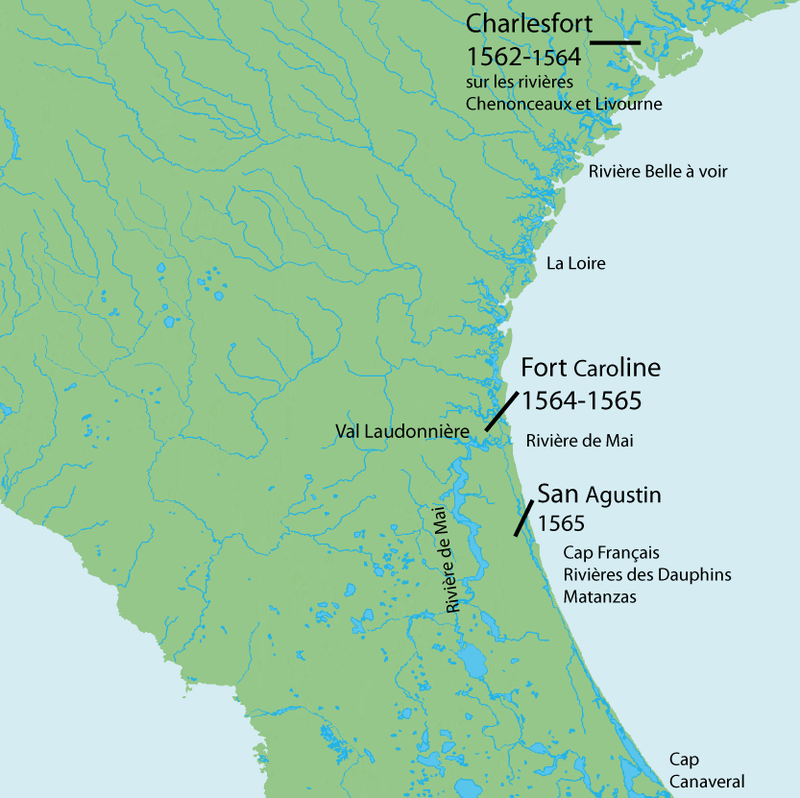 Charlesfort
1562-1564
sur les rivières
Chenonceaux et Livourne
Rivière Belle à voir
La Loire
Fort Caroline
1564-1565
Val Laudonnière
Rivière de Mai
San Agustin
1565
Rivière de Mai
Cap Français
Rivières des Dauphins
Matanzas
Cap
Canaveral